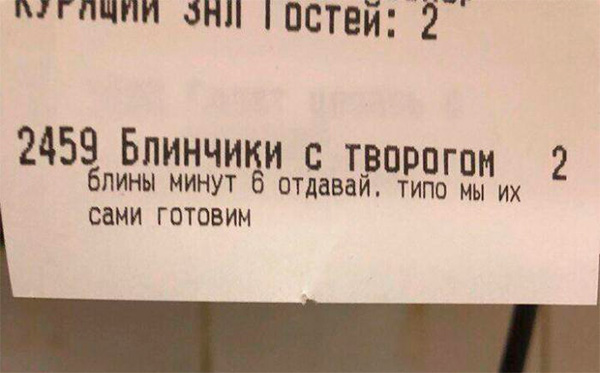 КУРЯЩИЙ ЗАЛ Гостей: 2
2459 Блинчики с творогом 2
блины минут 6 отдавай. типо мы их
сами готовим